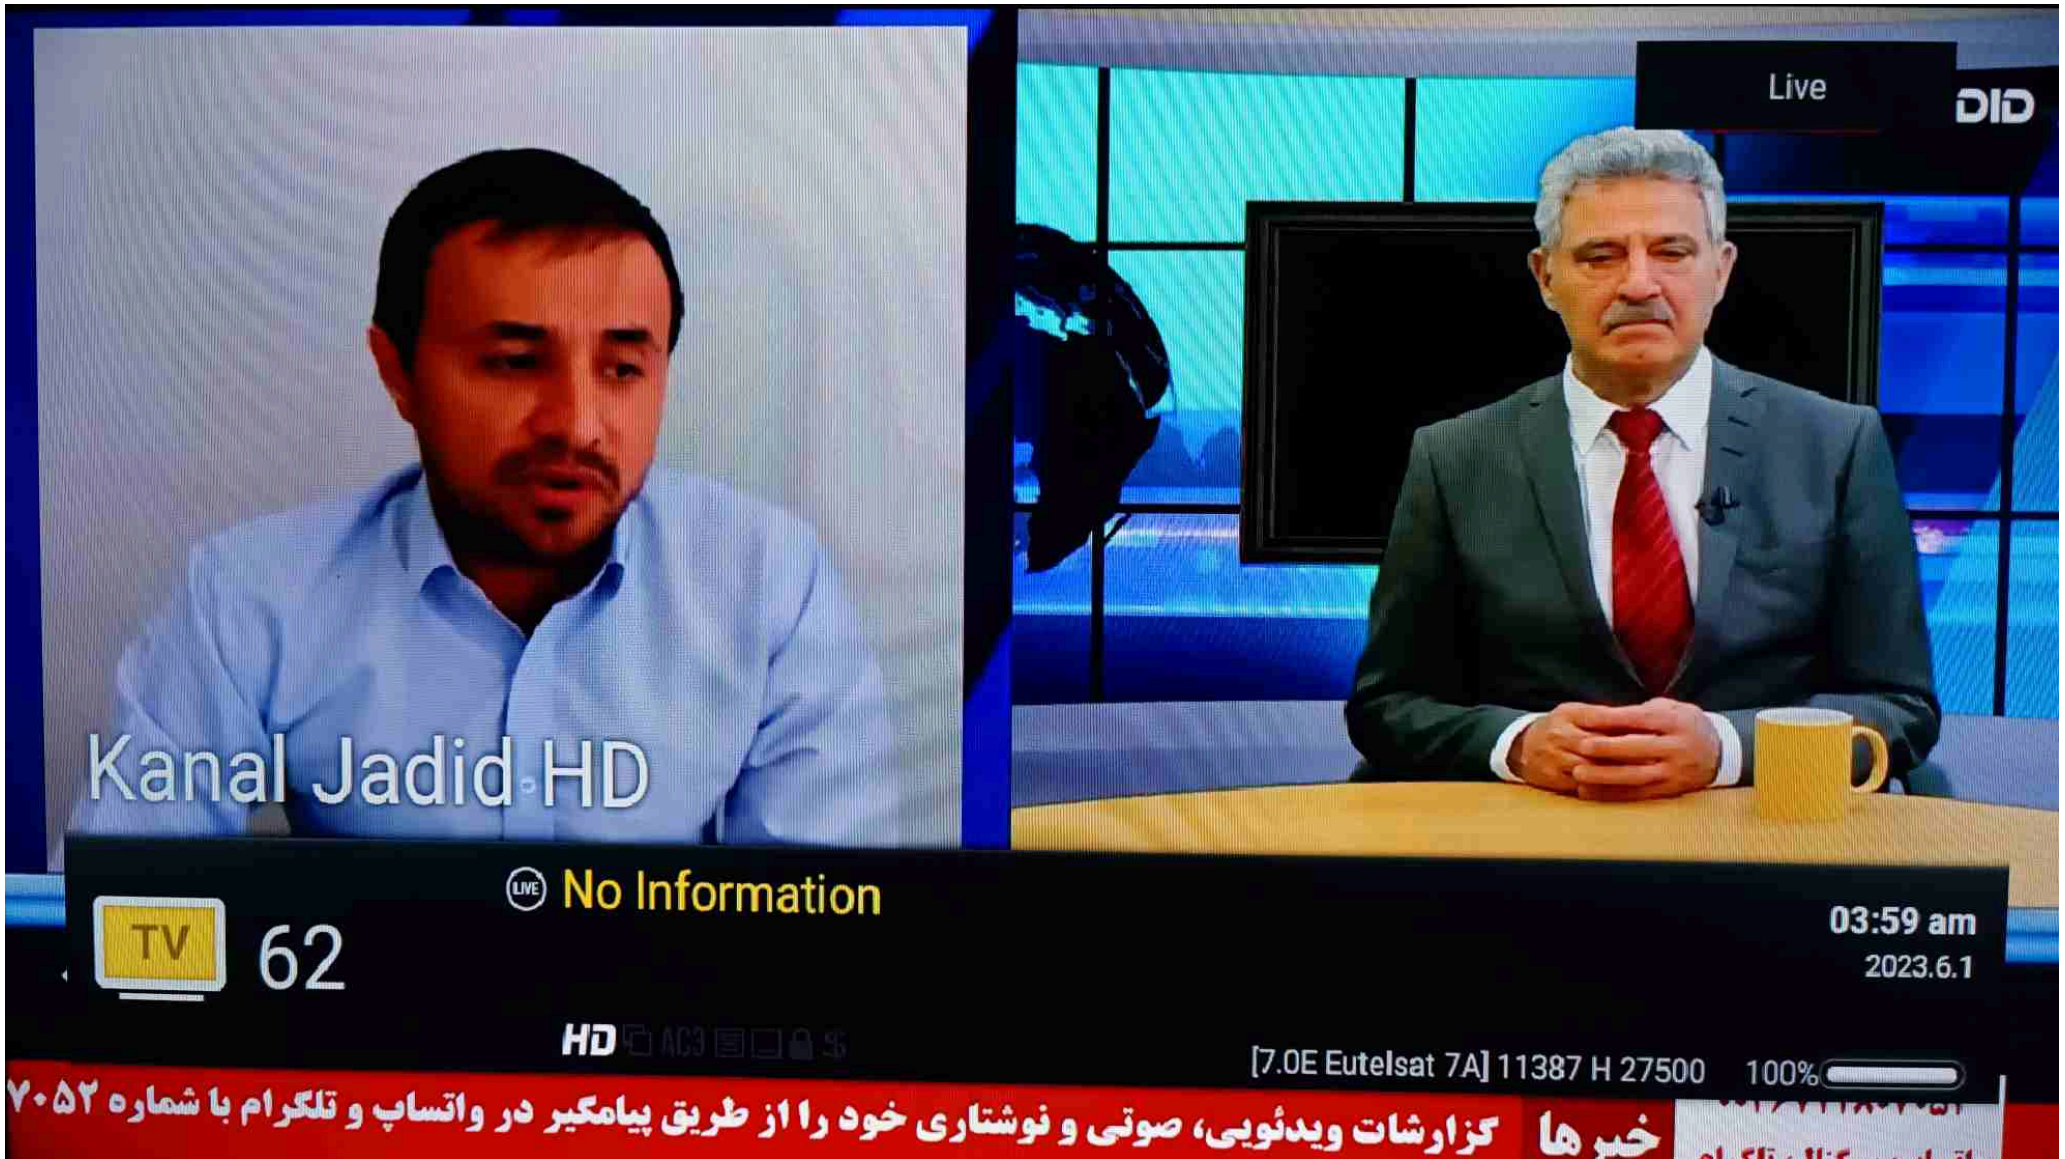 Live
DID
Kanal Jadid HD
LIVE No Information
TV 62
03:59 am
2023.6.1
HD AC3 $
[7.0E Eutelsat 7A] 11387 H 27500 100%
خبرها گزارشات ویدئویی، صوتی و نوشتاری خود را از طریق پیامگیر در واتساپ و تلگرام با شماره ۷۰۵۲